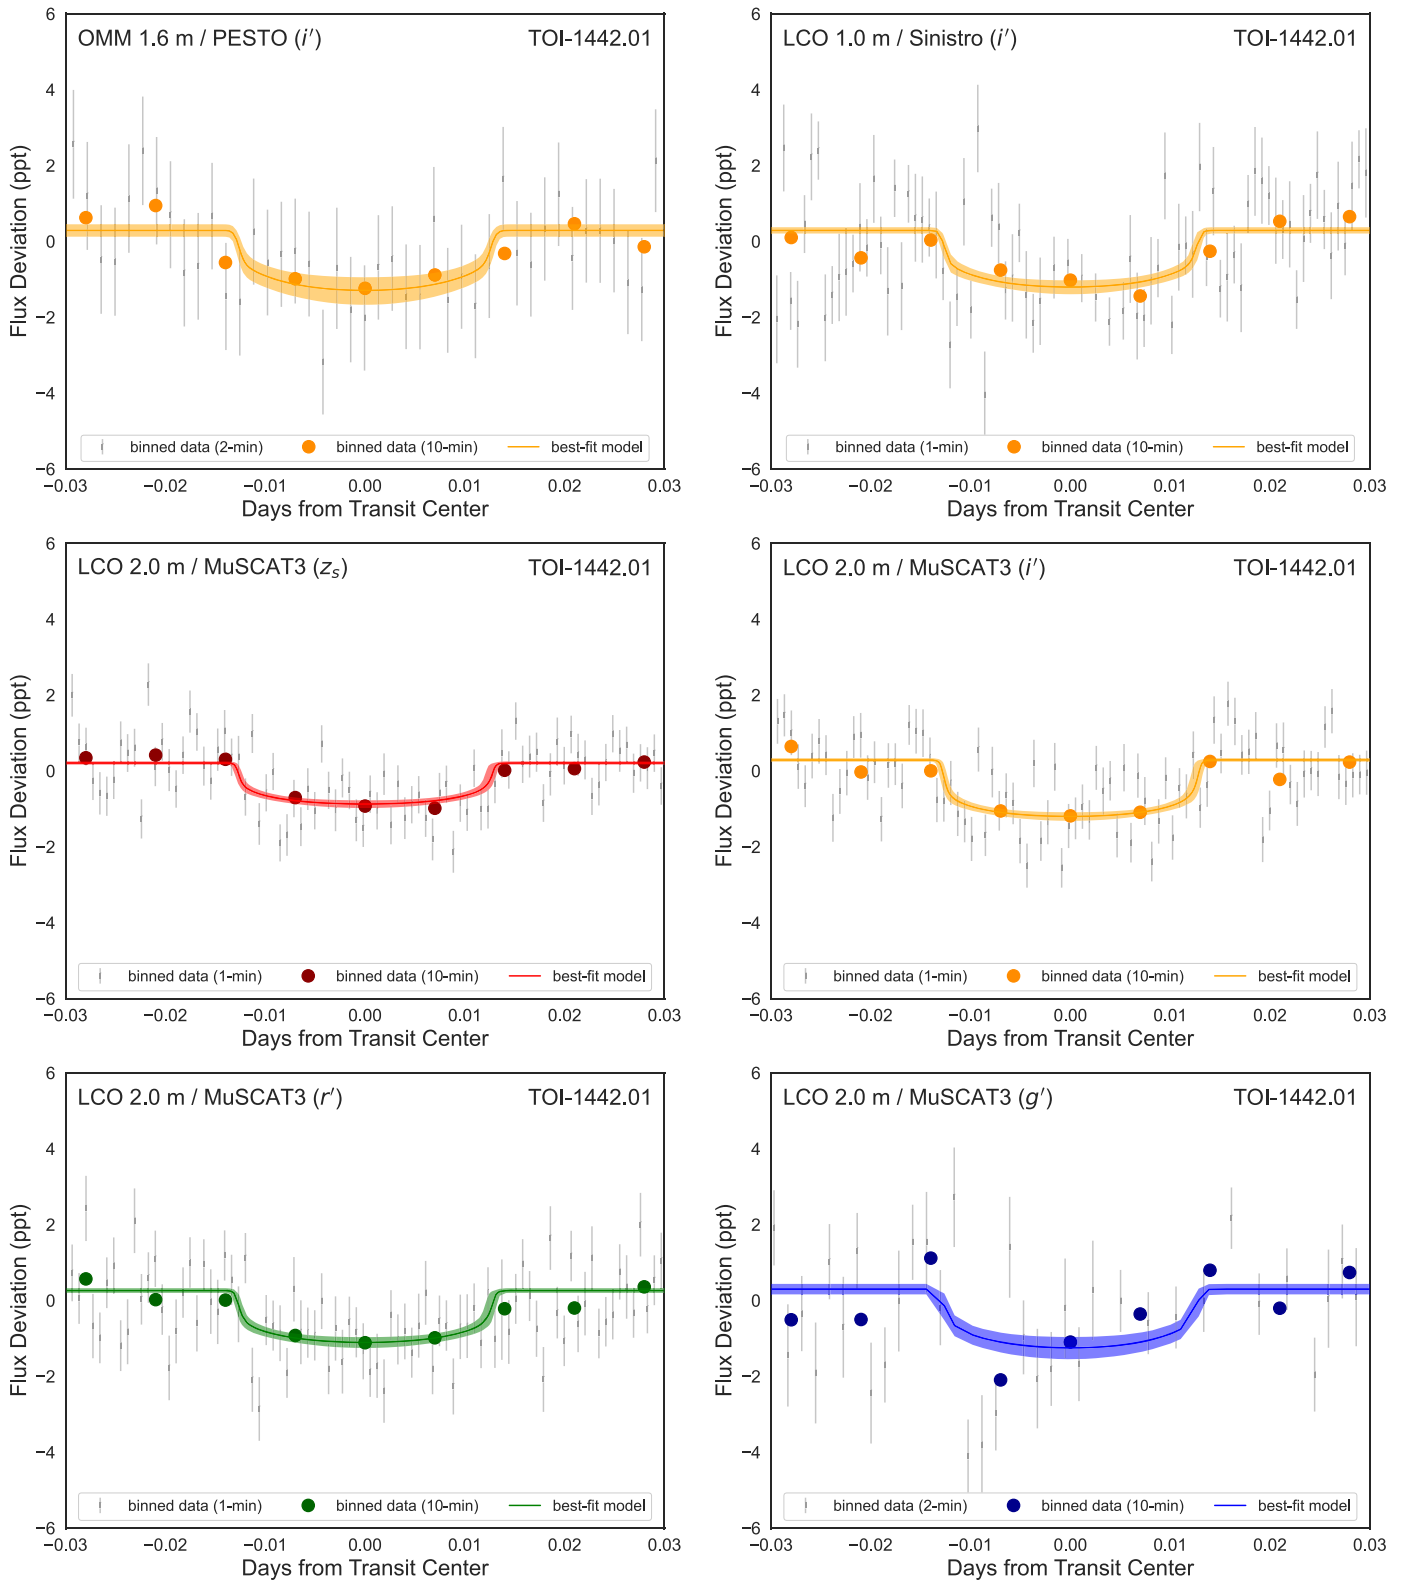 OMM 1.6 m / PESTO (i′) TOI-1442.01
6
4
2
0
−2
−4
−6
Flux Deviation (ppt)
binned data (2-min) binned data (10-min) best-fit model
−0.03 −0.02 −0.01 0.00 0.01 0.02 0.03
Days from Transit Center
LCO 1.0 m / Sinistro (i′) TOI-1442.01
6
4
2
0
−2
−4
−6
Flux Deviation (ppt)
binned data (1-min) binned data (10-min) best-fit model
−0.03 −0.02 −0.01 0.00 0.01 0.02 0.03
Days from Transit Center
LCO 2.0 m / MuSCAT3 (zs) TOI-1442.01
6
4
2
0
−2
−4
−6
Flux Deviation (ppt)
binned data (1-min) binned data (10-min) best-fit model
−0.03 −0.02 −0.01 0.00 0.01 0.02 0.03
Days from Transit Center
LCO 2.0 m / MuSCAT3 (i′) TOI-1442.01
6
4
2
0
−2
−4
−6
Flux Deviation (ppt)
binned data (1-min) binned data (10-min) best-fit model
−0.03 −0.02 −0.01 0.00 0.01 0.02 0.03
Days from Transit Center
LCO 2.0 m / MuSCAT3 (r′) TOI-1442.01
6
4
2
0
−2
−4
−6
Flux Deviation (ppt)
binned data (1-min) binned data (10-min) best-fit model
−0.03 −0.02 −0.01 0.00 0.01 0.02 0.03
Days from Transit Center
LCO 2.0 m / MuSCAT3 (g′) TOI-1442.01
6
4
2
0
−2
−4
−6
Flux Deviation (ppt)
binned data (2-min) binned data (10-min) best-fit model
−0.03 −0.02 −0.01 0.00 0.01 0.02 0.03
Days from Transit Center